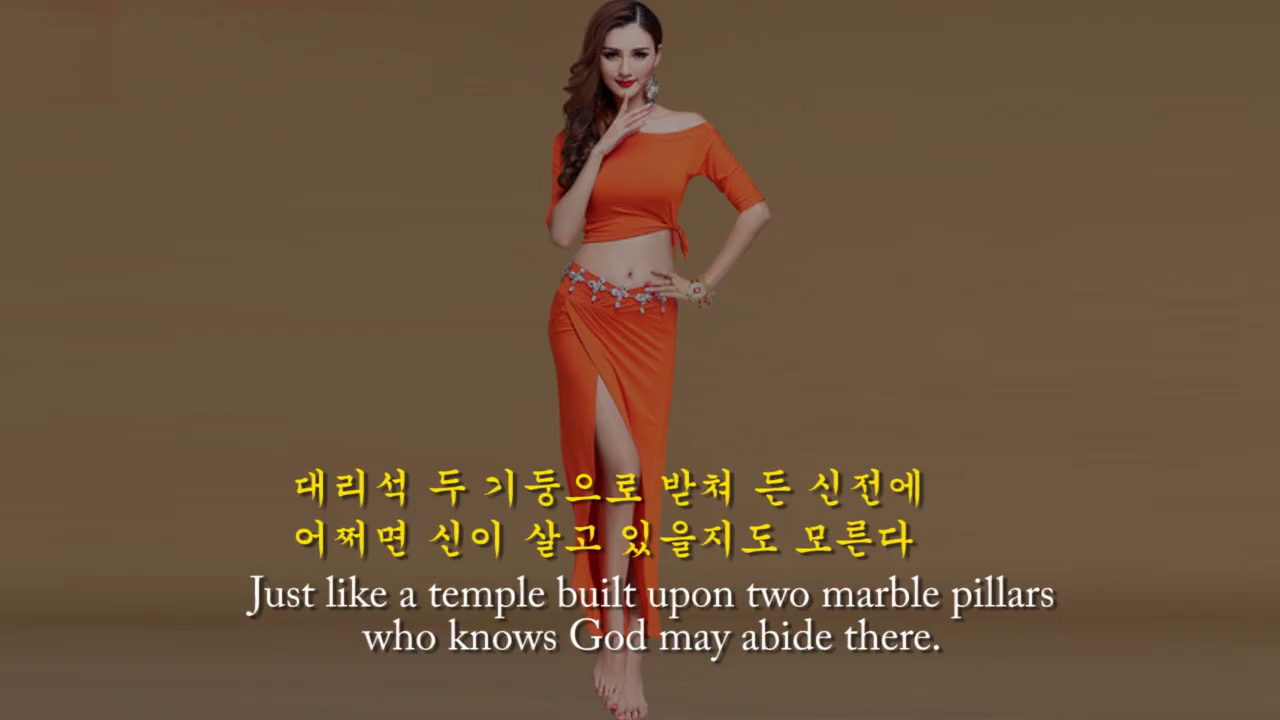 대리석 두 기둥으로 받쳐 든 신전에
어쩌면 신이 살고 있을지도 모른다
Just like a temple built upon two marble pillars
who knows God may abide there.